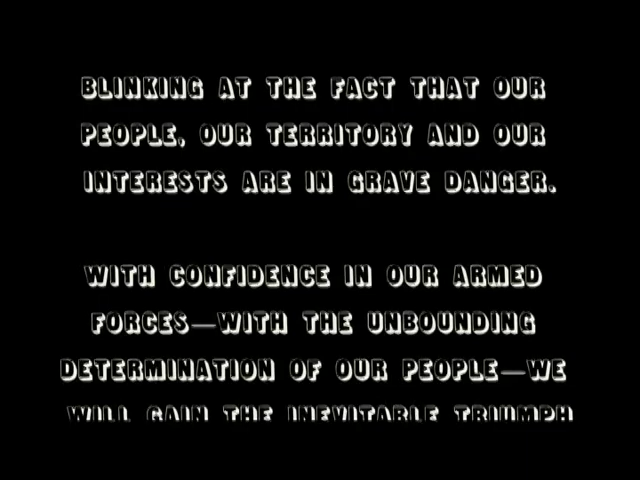 BLINKING AT THE FACT THAT OUR
PEOPLE, OUR TERRITORY AND OUR
INTERESTS ARE IN GRAVE DANGER.
WITH CONFIDENCE IN OUR ARMED
FORCES—WITH THE UNBOUNDING
DETERMINATION OF OUR PEOPLE—WE
WILL GAIN THE INEVITABLE TRIUMPH